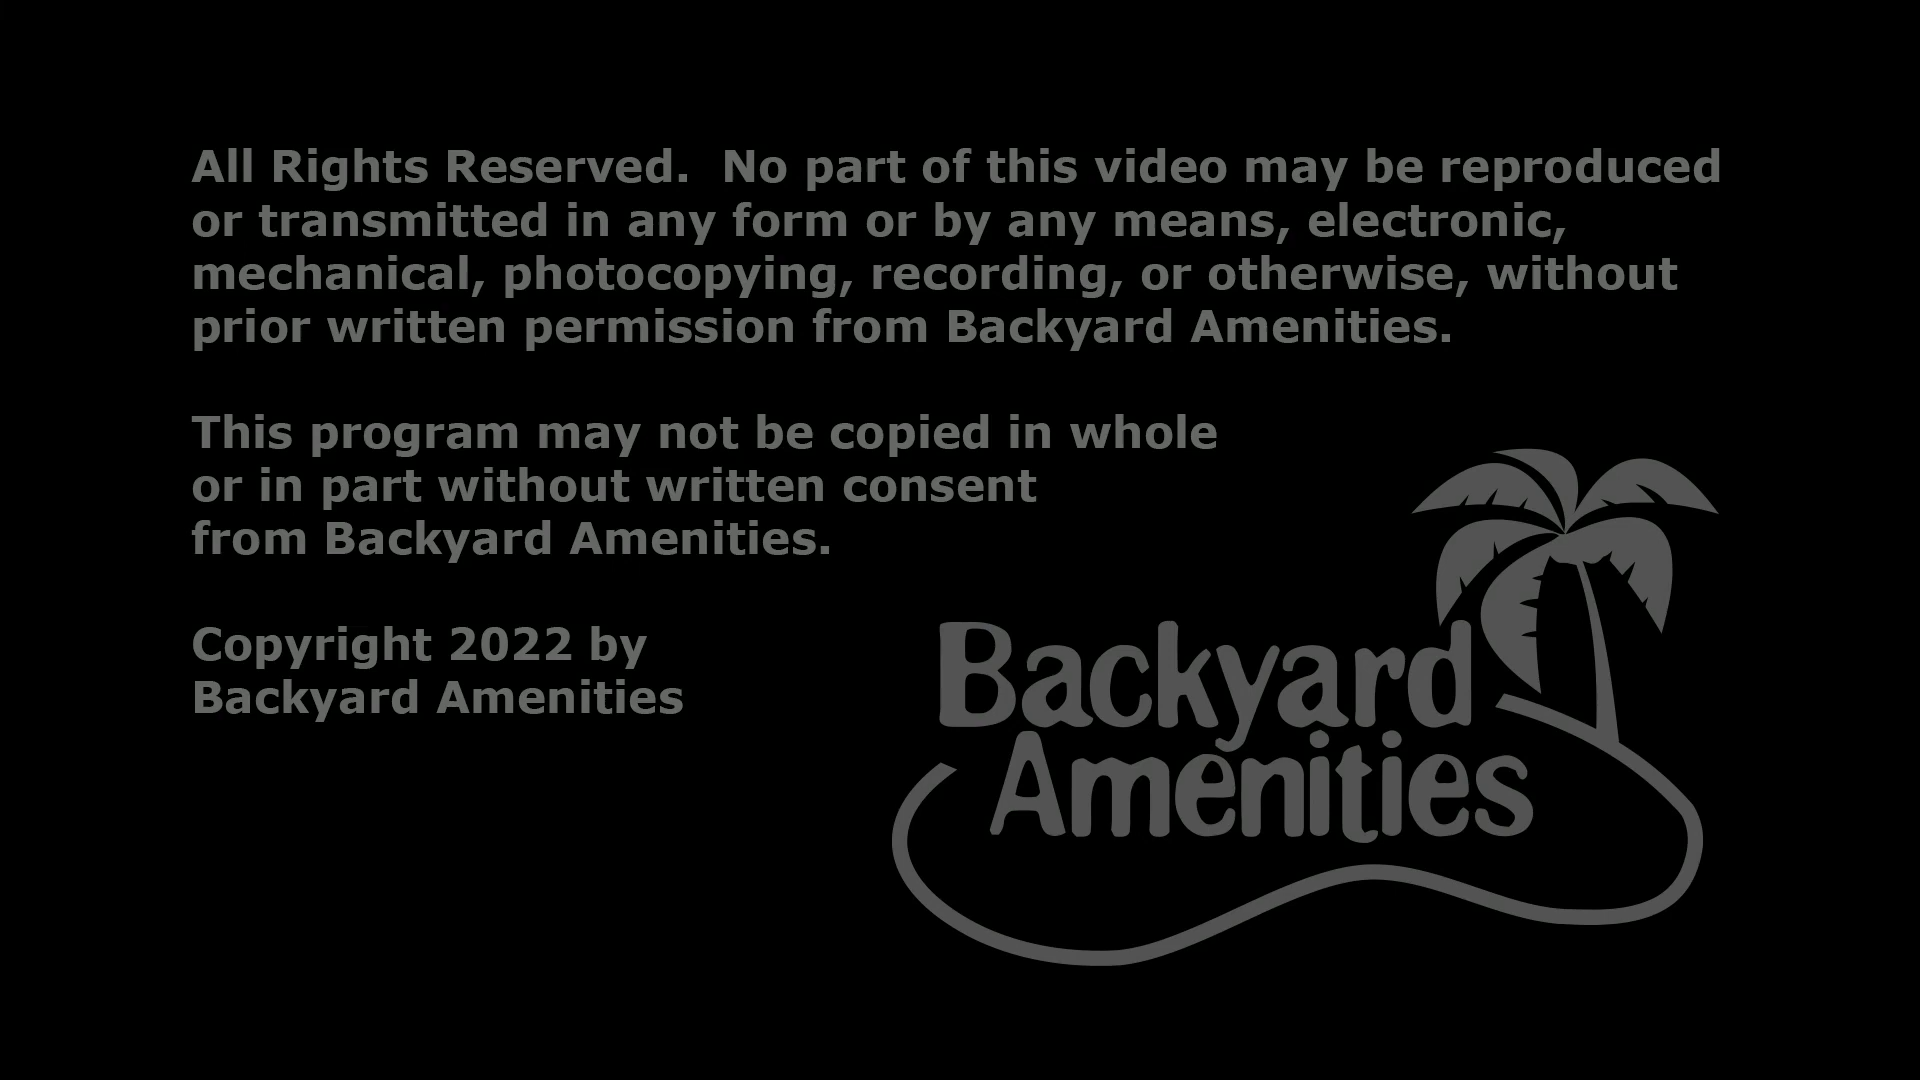 All Rights Reserved.  No part of this video may be reproduced
or transmitted in any form or by any means, electronic,
mechanical, photocopying, recording, or otherwise, without
prior written permission from Backyard Amenities.
This program may not be copied in whole
or in part without written consent
from Backyard Amenities.
Copyright 2022 by
Backyard Amenities
Backyard
Amenities